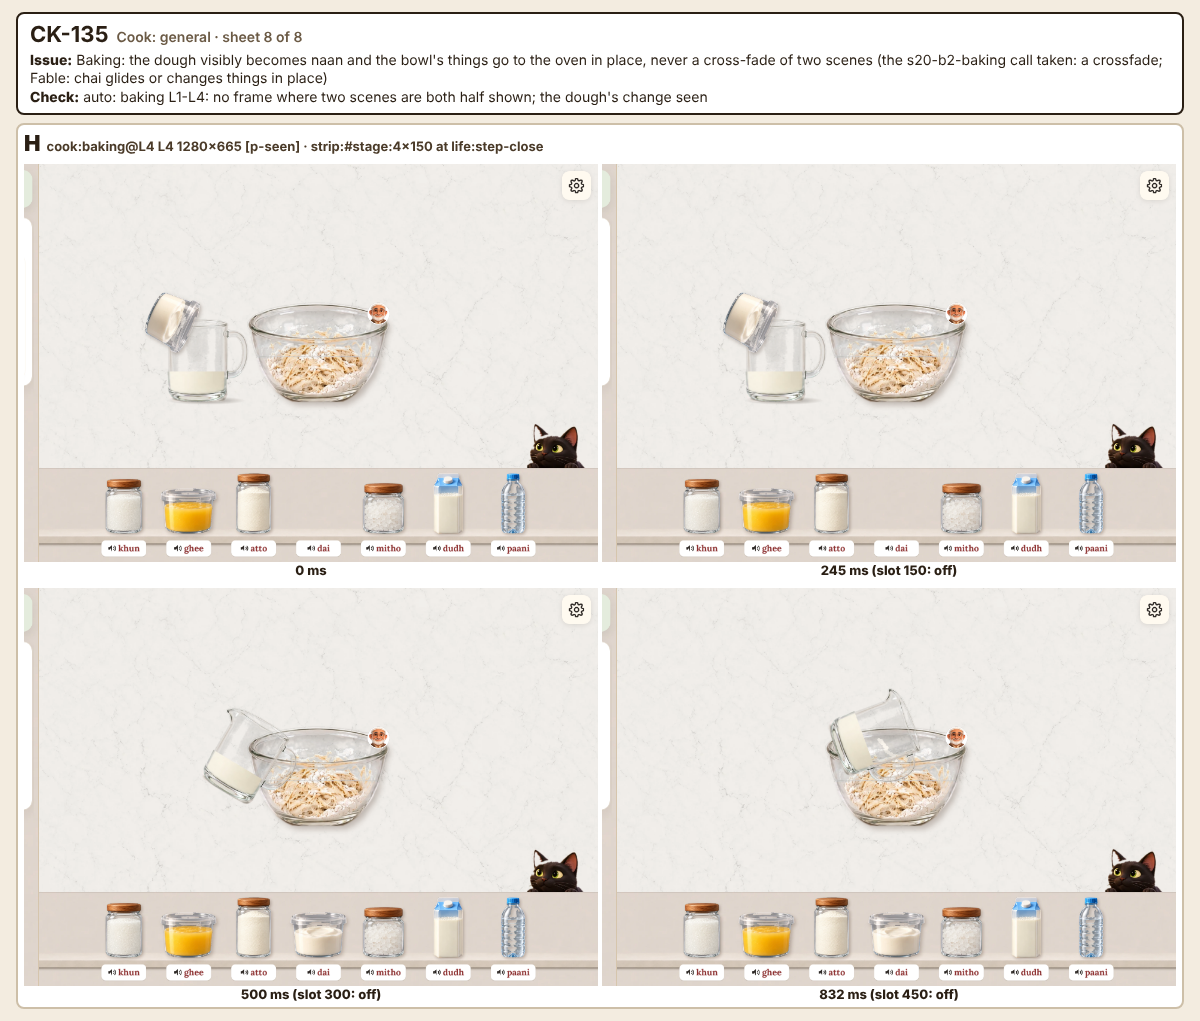 CK-135 Cook: general · sheet 8 of 8
Issue: Baking: the dough visibly becomes naan and the bowl's things go to the oven in place, never a cross-fade of two scenes (the s20-b2-baking call taken: a crossfade;
Fable: chai glides or changes things in place)
Check: auto: baking L1-L4: no frame where two scenes are both half shown; the dough's change seen
H cook:baking@L4 L4 1280×665 [p-seen] · strip:#stage:4×150 at life:step-close
khun ghee atto dai mitho dudh paani
0 ms
khun ghee atto dai mitho dudh paani
245 ms (slot 150: off)
khun ghee atto dai mitho dudh paani
500 ms (slot 300: off)
khun ghee atto dai mitho dudh paani
832 ms (slot 450: off)